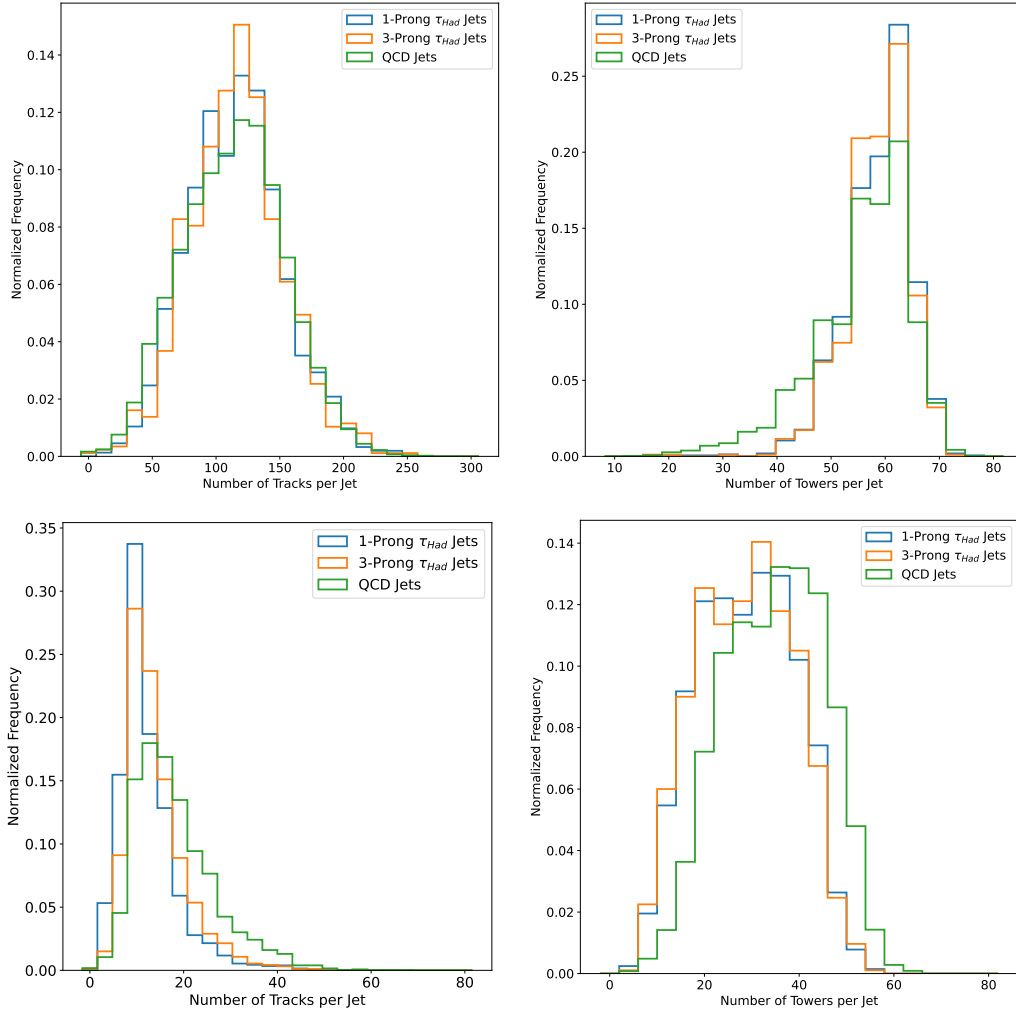 1-Prong τHad Jets
3-Prong τHad Jets
QCD Jets
Normalized Frequency
0.14
0.12
0.10
0.08
0.06
0.04
0.02
0.00
0 50 100 150 200 250 300
Number of Tracks per Jet
1-Prong τHad Jets
3-Prong τHad Jets
QCD Jets
Normalized Frequency
0.25
0.20
0.15
0.10
0.05
0.00
10 20 30 40 50 60 70 80
Number of Towers per Jet
1-Prong τHad Jets
3-Prong τHad Jets
QCD Jets
Normalized Frequency
0.35
0.30
0.25
0.20
0.15
0.10
0.05
0.00
0 20 40 60 80
Number of Tracks per Jet
1-Prong τHad Jets
3-Prong τHad Jets
QCD Jets
Normalized Frequency
0.14
0.12
0.10
0.08
0.06
0.04
0.02
0.00
0 20 40 60 80
Number of Towers per Jet